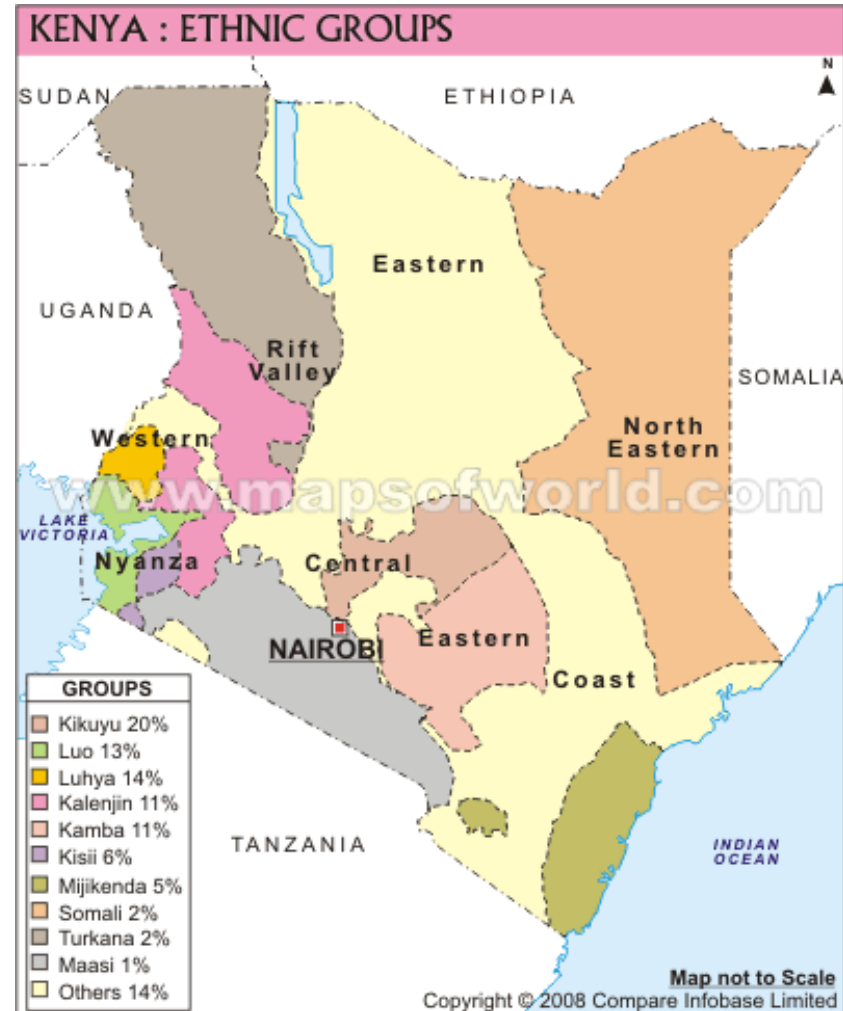 KENYA : ETHNIC GROUPS
N
SUDAN
ETHIOPIA
Eastern
UGANDA
Rift
Valley
SOMALIA
Western
North
Eastern
www.mapsofworld.com
LAKE
VICTORIA
Nyanza
Central
NAIROBI
Eastern
Coast
GROUPS
Kikuyu 20%
Luo 13%
Luhya 14%
Kalenjin 11%
Kamba 11%
Kisii 6%
Mijikenda 5%
Somali 2%
Turkana 2%
Maasi 1%
Others 14%
TANZANIA
INDIAN
OCEAN
Map not to Scale
Copyright © 2008 Compare Infobase Limited